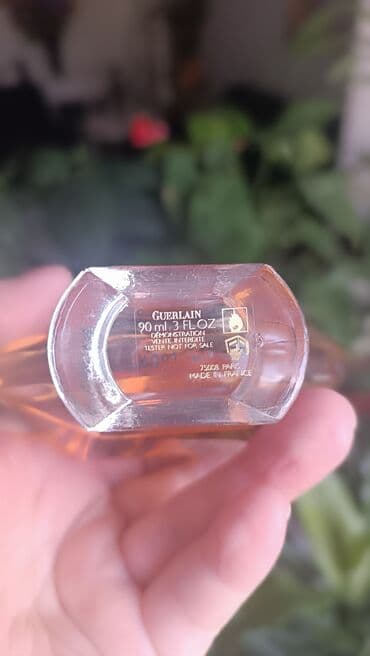 GUERLAIN
90 ml. 3 FL. OZ
DÉMONSTRATION
VENTE INTERDITE
TESTER NOT FOR SALE
75008 PARIS
MADE IN FRANCE